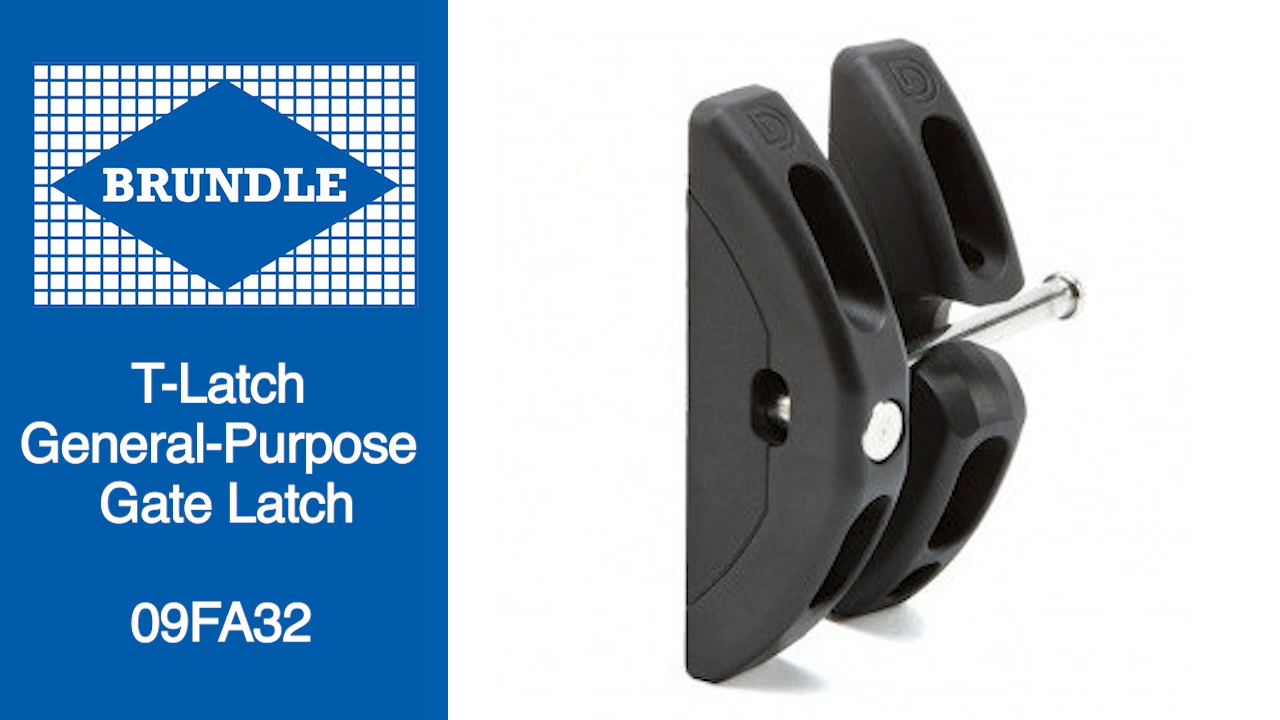 BRUNDLE
T-Latch
General-Purpose
Gate Latch
09FA32